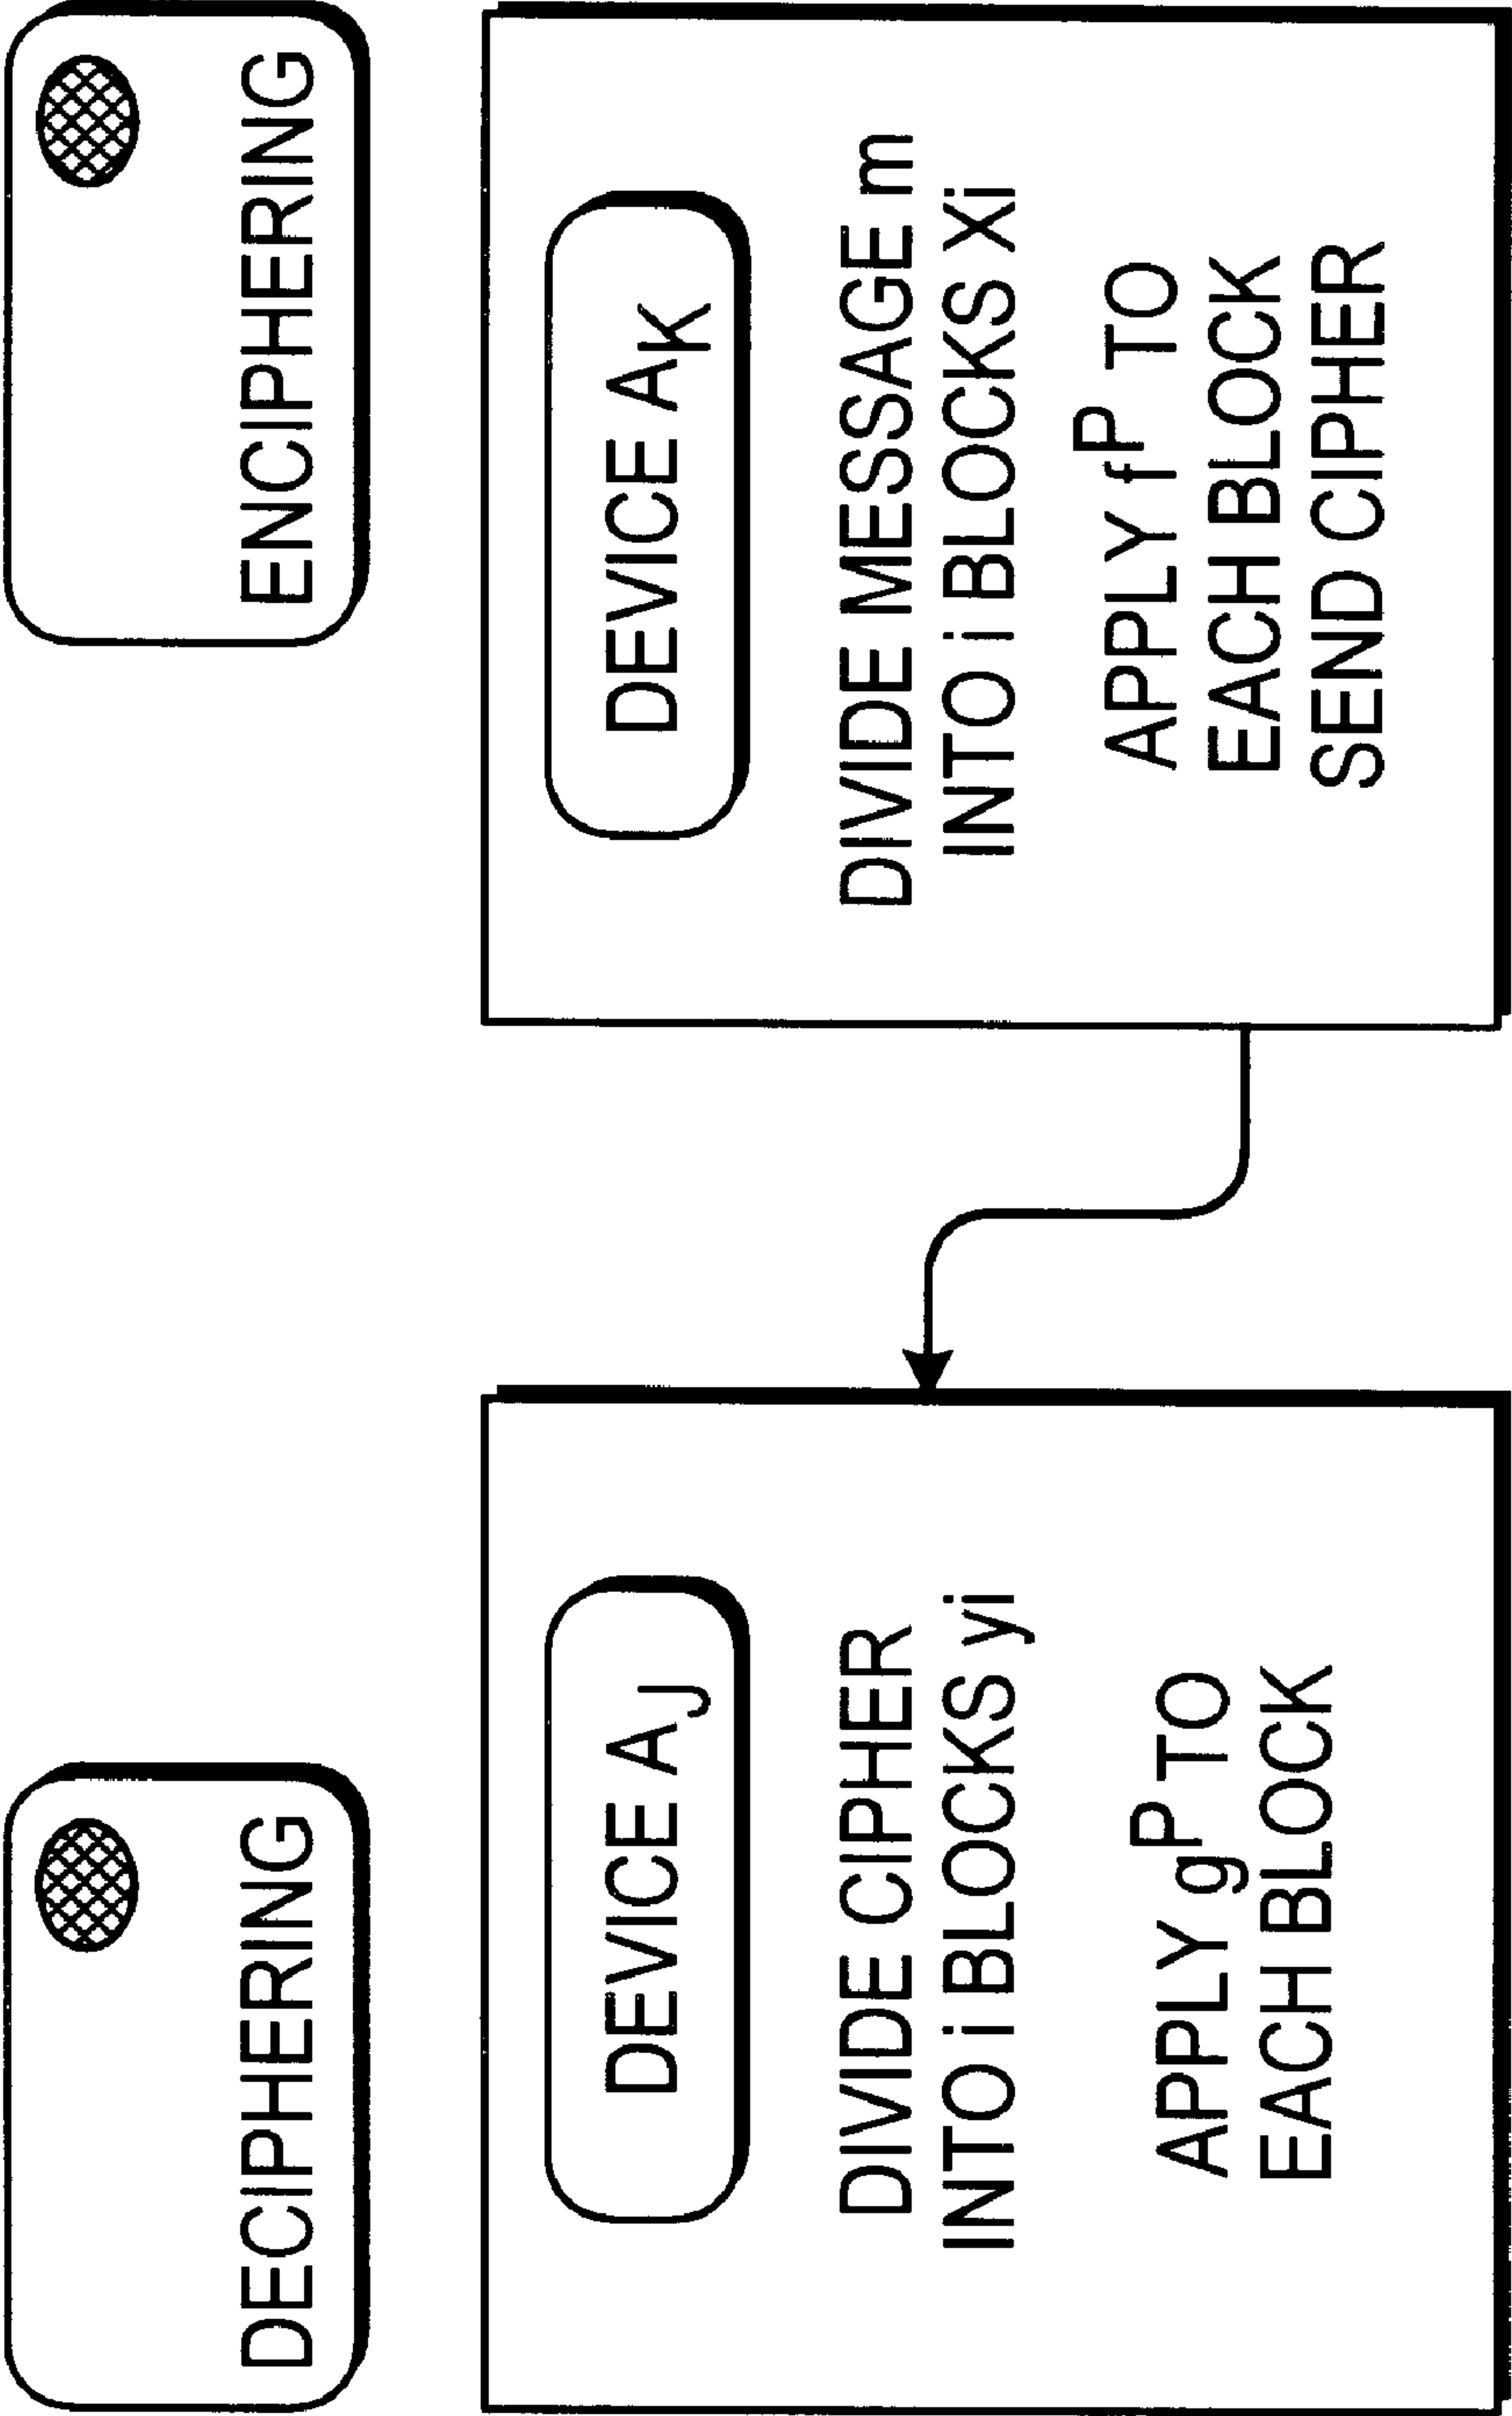 DECIPHERING
DEVICE AJ
DIVIDE CIPHER
INTO i BLOCKS yi
APPLY gP TO
EACH BLOCK
ENCIPHERING
DEVICE AK
DIVIDE MESSAGE m
INTO i BLOCKS Xi
APPLY fP TO
EACH BLOCK
SEND CIPHER